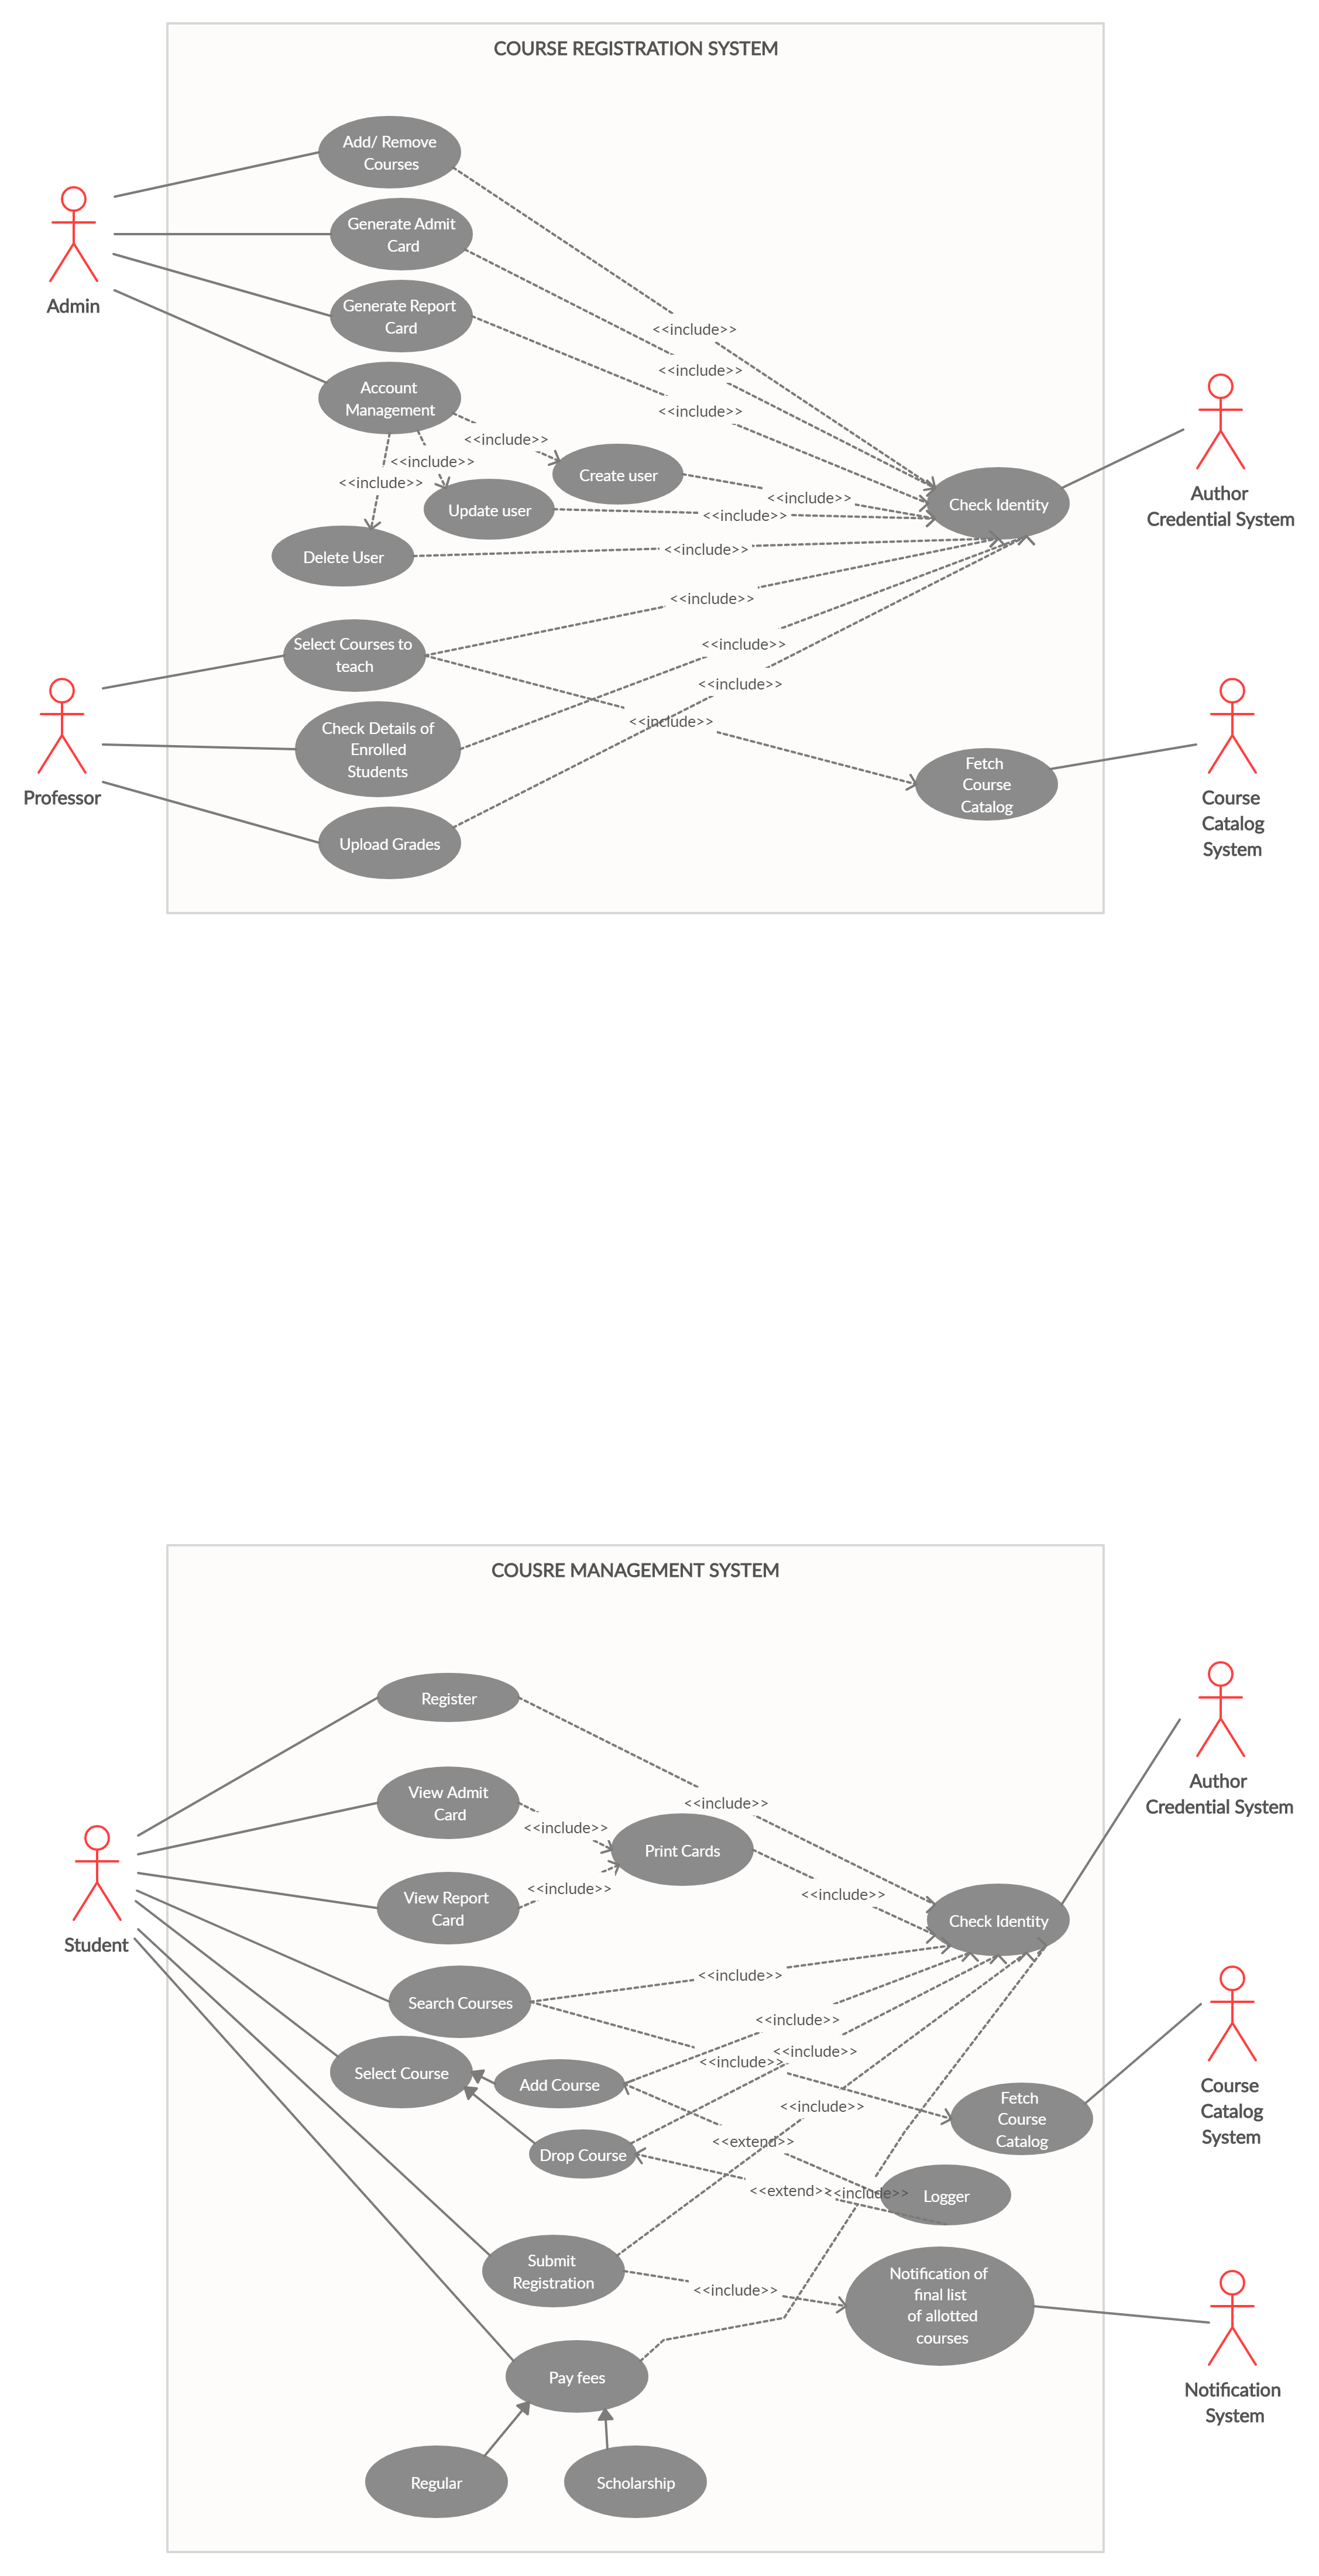 COURSE REGISTRATION SYSTEM
Add/ Remove
Courses
Generate Admit
Card
Admin
Generate Report
Card
<<include>>
<<include>>
Account
Management
<<include>>
<<include>>
<<include>>
<<include>>
Create user
<<include>>
Update user
<<include>>
Check Identity
Author
Credential System
Delete User
<<include>>
<<include>>
Select Courses to
teach
<<include>>
<<include>>
<<include>>
Check Details of
Enrolled
Students
Professor
Fetch
Course
Catalog
Course
Catalog
System
Upload Grades
COUSRE MANAGEMENT SYSTEM
Register
View Admit
Card
<<include>>
<<include>>
Author
Credential System
Print Cards
View Report
Card
<<include>>
<<include>>
Check Identity
Student
Search Courses
<<include>>
<<include>>
<<include>>
<<include>>
Select Course
Add Course
<<include>>
Fetch
Course
Catalog
Course
Catalog
System
<<extend>>
Drop Course
<<extend>>
<<include>>
Logger
Submit
Registration
<<include>>
Notification of
final list
of allotted
courses
Pay fees
Notification
System
Regular
Scholarship